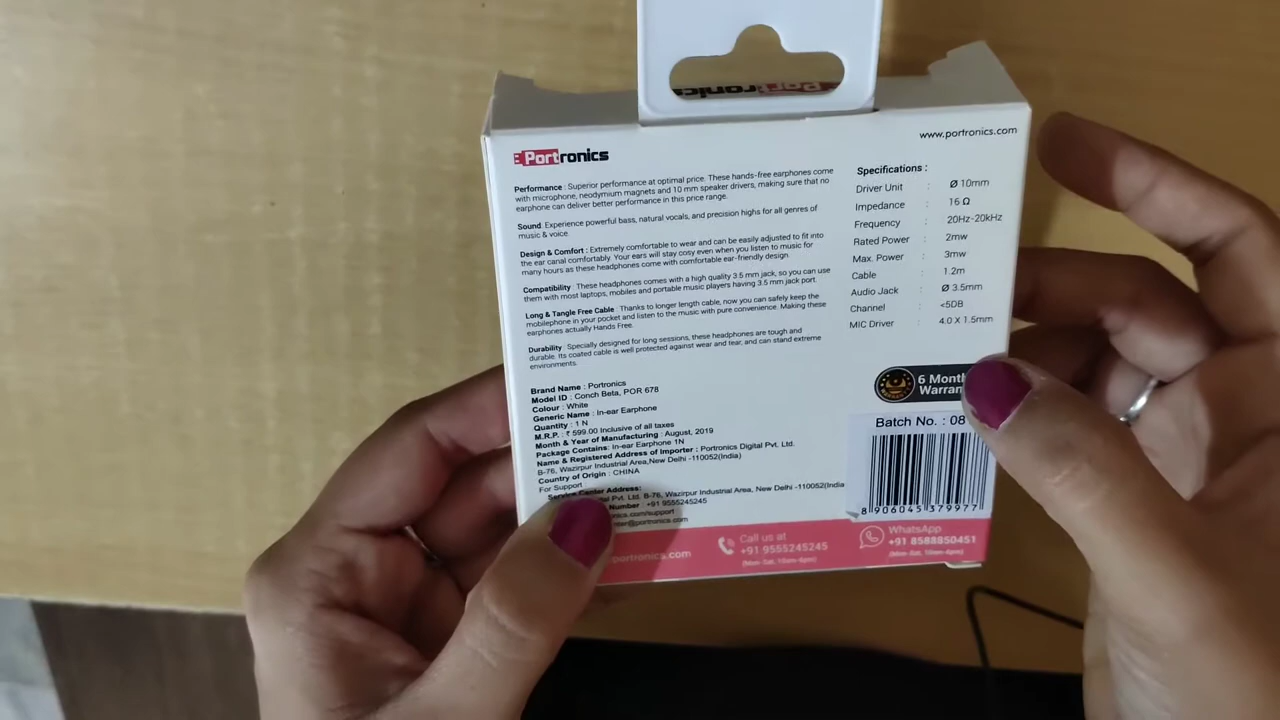 Portronics
www.portronics.com
Performance : Superior performance at optimal price. These hands-free earphones come
with microphone, neodymium magnets and 10 mm speaker drivers, making sure that no
earphone can deliver better performance in this price range.
Sound. Experience powerful bass, natural vocals, and precision highs for all genres of
music & voice.
Design & Comfort : Extremely comfortable to wear and can be easily adjusted to fit into
the ear canal comfortably. Your ears will stay cosy even when you listen to music for
many hours as these headphones come with comfortable ear-friendly design.
Compatibility : These headphones comes with a high quality 3.5 mm jack, so you can use
them with most laptops, mobiles and portable music players having 3.5 mm jack port.
Long & Tangle Free Cable : Thanks to longer length cable, now you can safely keep the
mobilephone in your pocket and listen to the music with pure convenience. Making these
earphones actually Hands Free.
Durability : Specially designed for long sessions, these headphones are tough and
durable. Its coated cable is well protected against wear and tear, and can stand extreme
environments.
Specifications :
Driver Unit : Ø 10mm
Impedance : 16 Ω
Frequency : 20Hz-20kHz
Rated Power : 2mw
Max. Power : 3mw
Cable : 1.2m
Audio Jack : Ø 3.5mm
Channel : <5DB
MIC Driver : 4.0 X 1.5mm
Brand Name : Portronics
Model ID : Conch Beta, POR 678
Colour : White
Generic Name : In-ear Earphone
Quantity : 1 N
M.R.P. : ₹ 599.00 Inclusive of all taxes
Month & Year of Manufacturing : August, 2019
Package Contains: In-ear Earphone 1N
Name & Registered Address of Importer : Portronics Digital Pvt. Ltd.
B-76, Wazirpur Industrial Area,New Delhi -110052(India)
Country of Origin : CHINA
For Support
Service Center Address:
Pvt. Ltd. B-76, Wazirpur Industrial Area, New Delhi -110052(India
Number : +91 9555245245
6 Month
Batch No. : 08
8 906045 379977
portronics.com
Call us at
+91 9555245245
(Mon-Sat, 10am-6pm)
WhatsApp
+91 8588850451
(Mon-Sat, 10am-6pm)